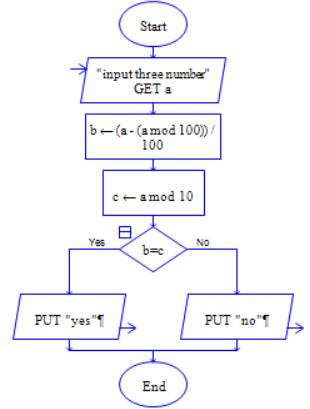 Start
"input three number"
GET a
b ← (a - (a mod 100)) /
100
c ← a mod 10
Yes
b=c
No
PUT "yes"¶
PUT "no"¶
End